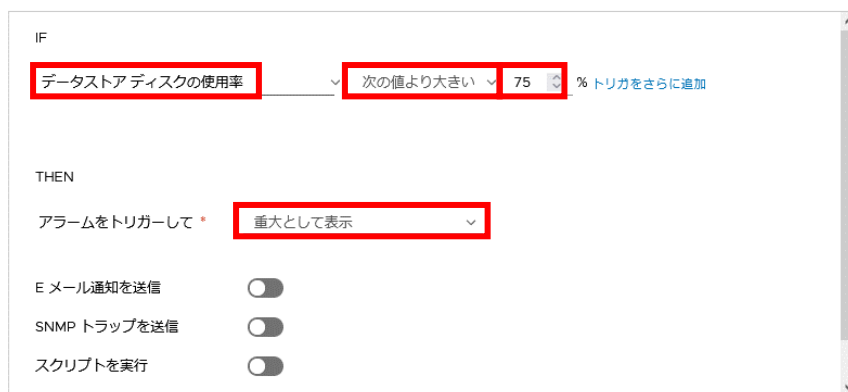 IF
データストア ディスクの使用率 次の値より大きい 75 % トリガをさらに追加
THEN
アラームをトリガーして * 重大として表示
E メール通知を送信
SNMP トラップを送信
スクリプトを実行